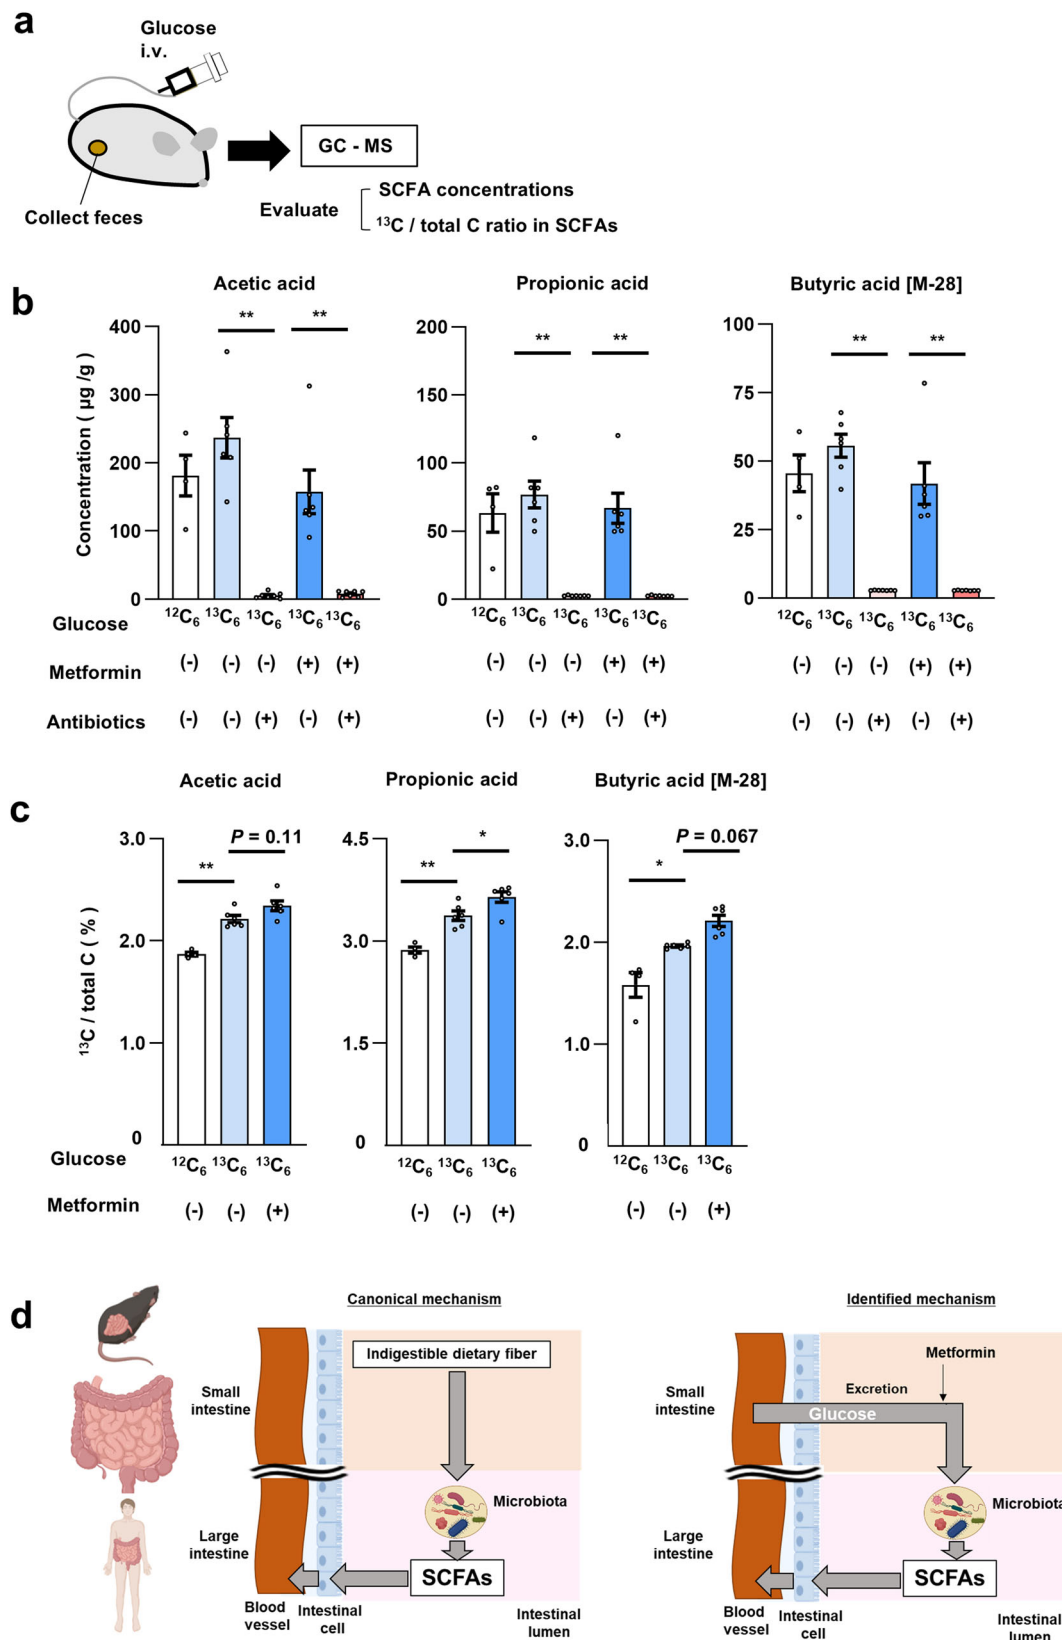 a
Glucose
i.v.
GC - MS
Collect feces
Evaluate
SCFA concentrations
¹³C / total C ratio in SCFAs
b
Acetic acid
Propionic acid
Butyric acid [M-28]
Concentration ( µg /g )
400
300
200
100
0
** **
200
150
100
50
0
** **
100
75
50
25
0
** **
Glucose
¹²C₆ ¹³C₆ ¹³C₆ ¹³C₆ ¹³C₆
¹²C₆ ¹³C₆ ¹³C₆ ¹³C₆ ¹³C₆
¹²C₆ ¹³C₆ ¹³C₆ ¹³C₆ ¹³C₆
Metformin
(-) (-) (-) (+) (+)
(-) (-) (-) (+) (+)
(-) (-) (-) (+) (+)
Antibiotics
(-) (-) (+) (-) (+)
(-) (-) (+) (-) (+)
(-) (-) (+) (-) (+)
c
Acetic acid
Propionic acid
Butyric acid [M-28]
¹³C / total C ( % )
3.0
2.0
1.0
0
** P = 0.11
4.5
3.0
1.5
0
** *
3.0
2.0
1.0
0
* P = 0.067
Glucose
¹²C₆ ¹³C₆ ¹³C₆
¹²C₆ ¹³C₆ ¹³C₆
¹²C₆ ¹³C₆ ¹³C₆
Metformin
(-) (-) (+)
(-) (-) (+)
(-) (-) (+)
d
Canonical mechanism
Indigestible dietary fiber
Small
intestine
Microbiota
Large
intestine
SCFAs
Blood
vessel
Intestinal
cell
Intestinal
lumen
Identified mechanism
Metformin
Excretion
Small
intestine
Glucose
Microbiota
Large
intestine
SCFAs
Blood
vessel
Intestinal
cell
Intestinal
lumen